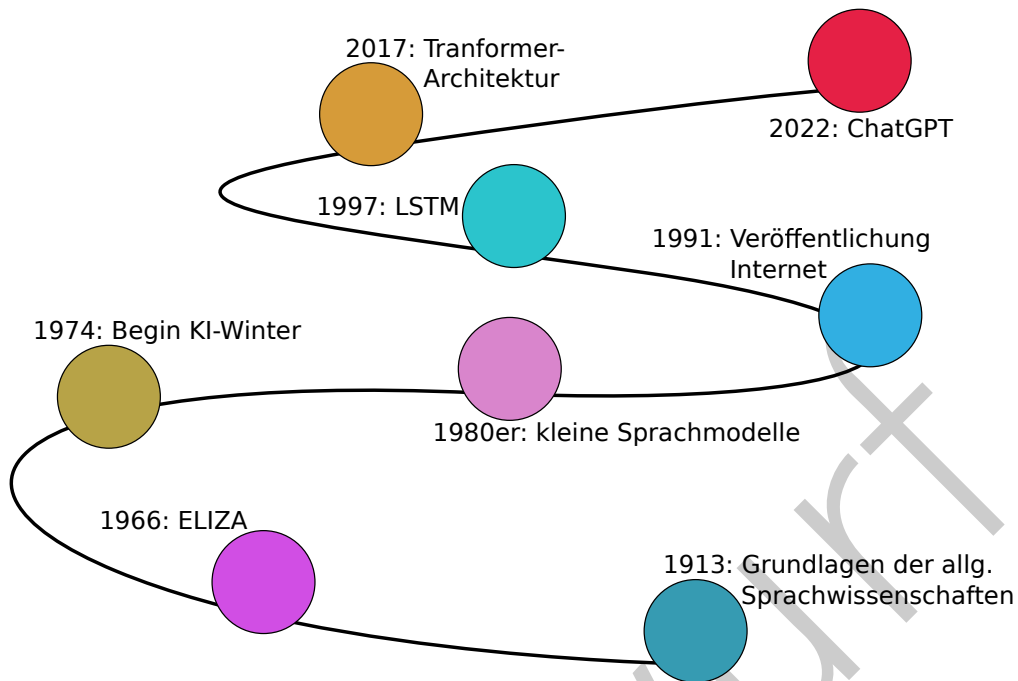 2017: Tranformer-
Architektur
2022: ChatGPT
1997: LSTM
1991: Veröffentlichung
Internet
1974: Begin KI-Winter
1980er: kleine Sprachmodelle
1966: ELIZA
1913: Grundlagen der allg.
Sprachwissenschaften